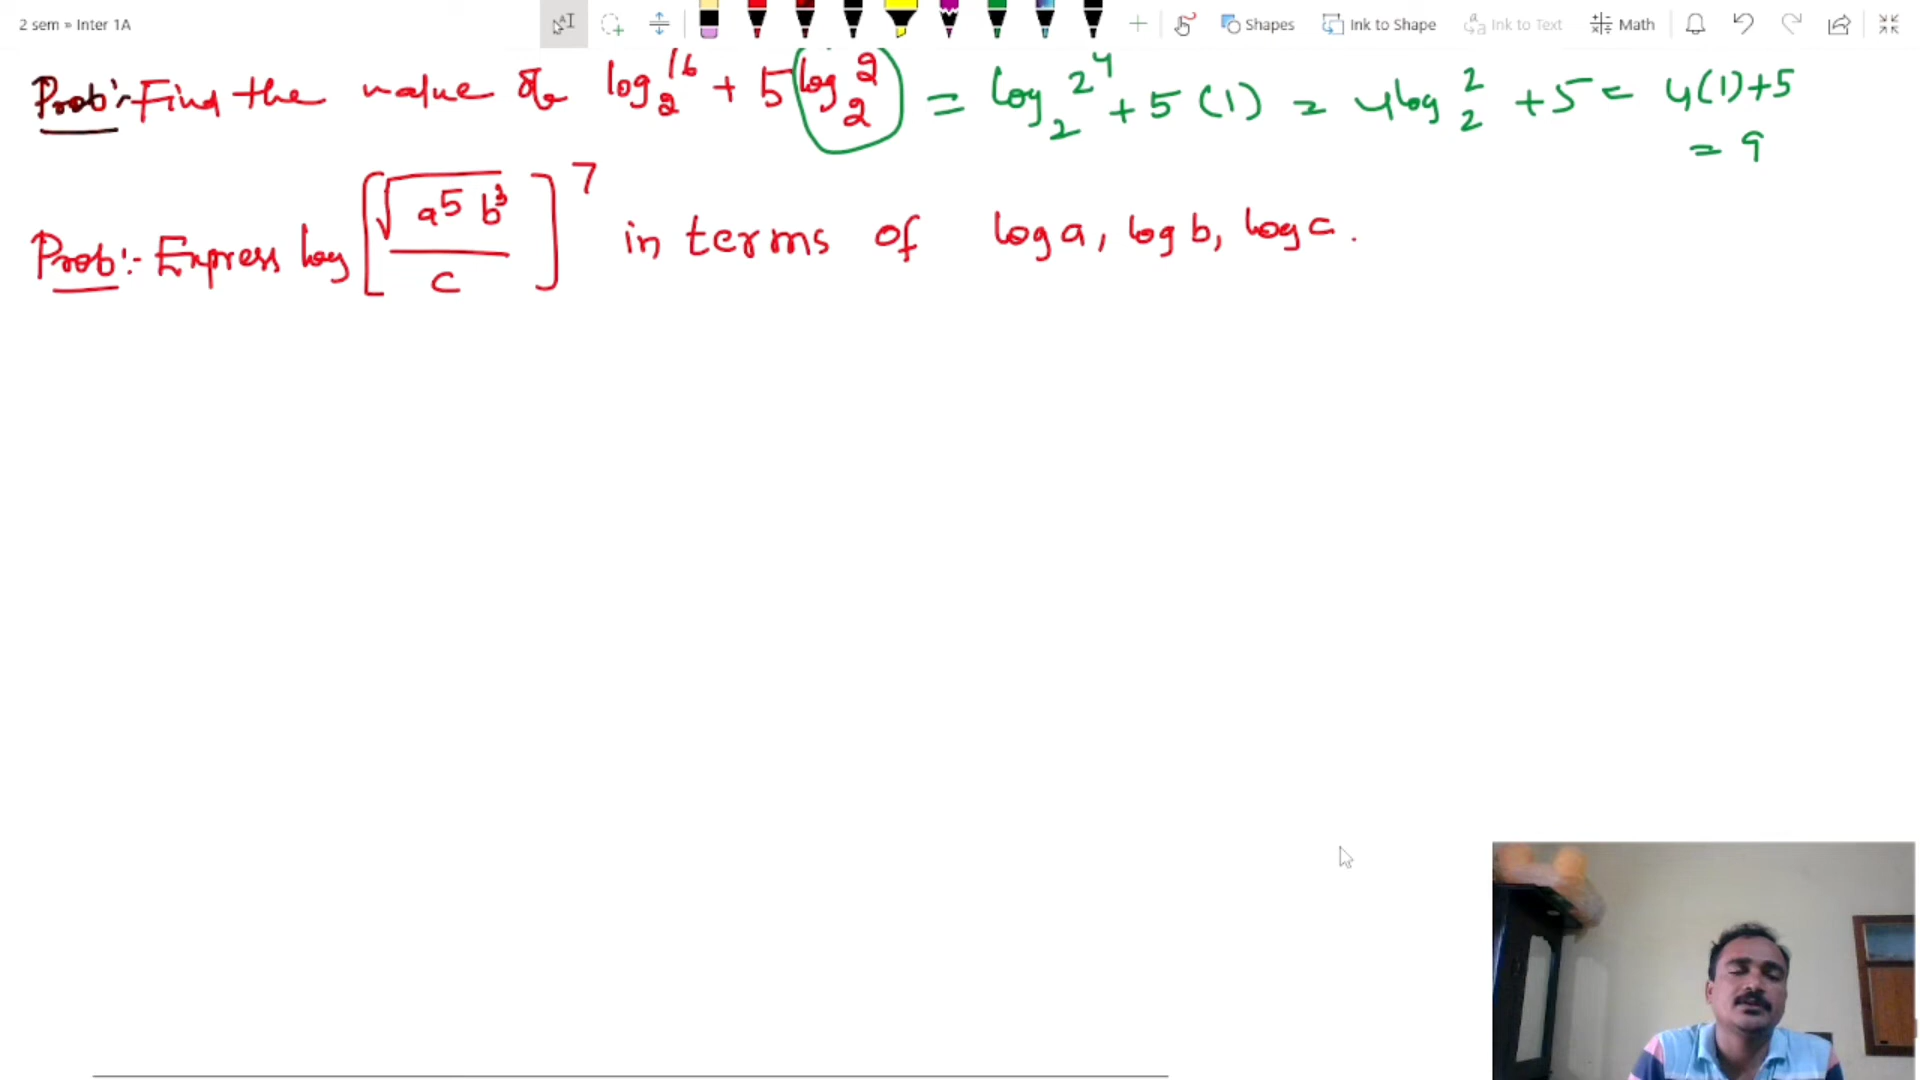 2 sem » Inter 1A
Shapes Ink to Shape Ink to Text Math
Prob:- Find the value of log₂¹⁶ + 5 log₂² = log₂ 2⁴ + 5 (1) = 4 log₂² + 5 = 4(1)+5
= 9
Prob:- Express log [√(a⁵ b³) / c]⁷ in terms of log a, log b, log c.